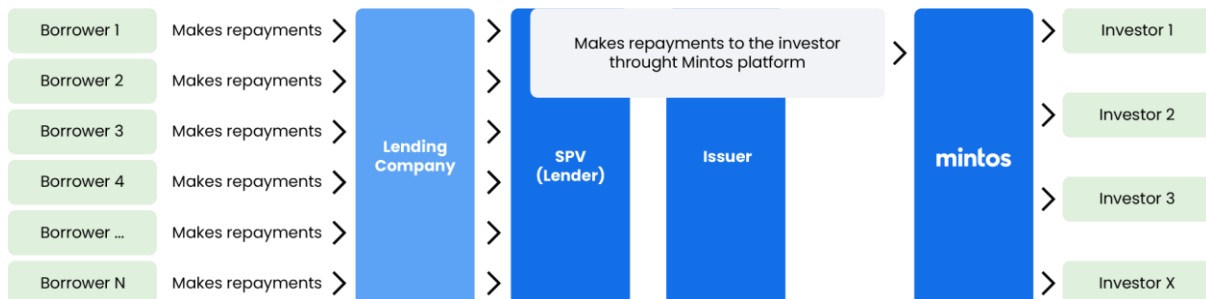 Borrower 1 Makes repayments
Borrower 2 Makes repayments
Borrower 3 Makes repayments
Borrower 4 Makes repayments
Borrower ... Makes repayments
Borrower N Makes repayments
Lending
Company
SPV
(Lender)
Issuer
Makes repayments to the investor
throught Mintos platform
mintos
Investor 1
Investor 2
Investor 3
Investor X